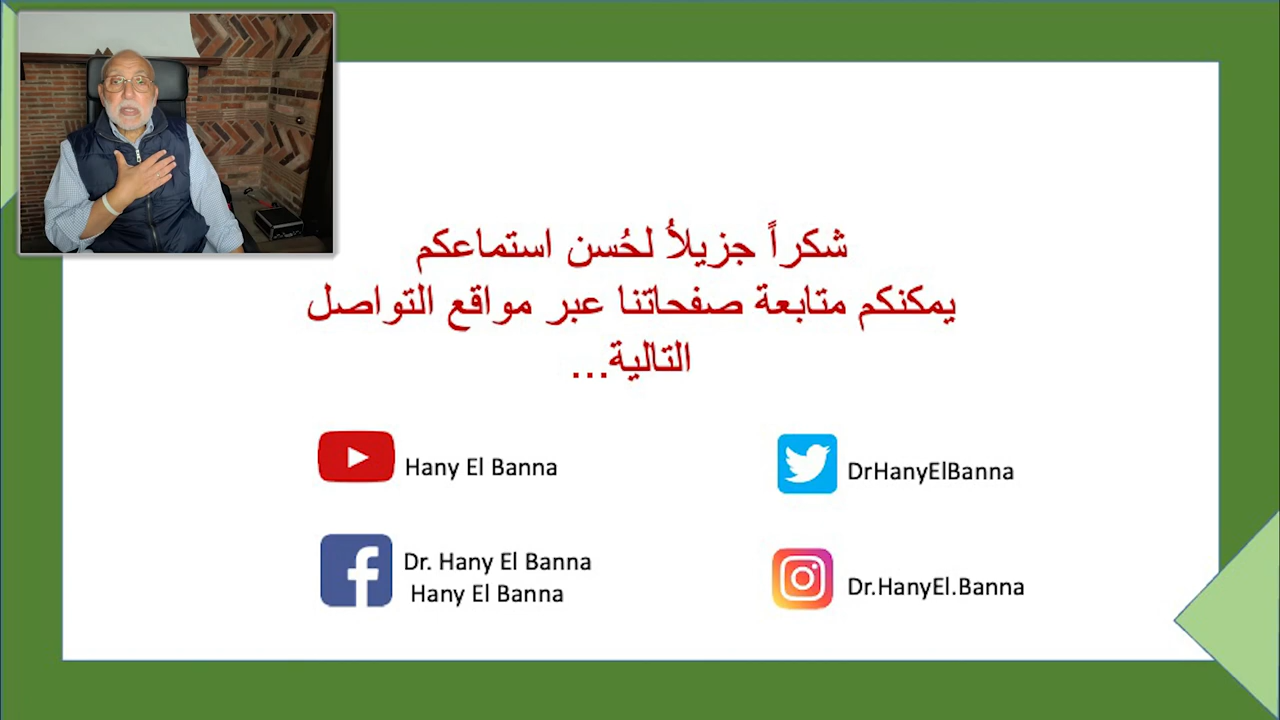 شكراً جزيلاُ لحُسن استماعكم
يمكنكم متابعة صفحاتنا عبر مواقع التواصل
التالية...
Hany El Banna
DrHanyElBanna
Dr. Hany El Banna
Hany El Banna
Dr.HanyEl.Banna